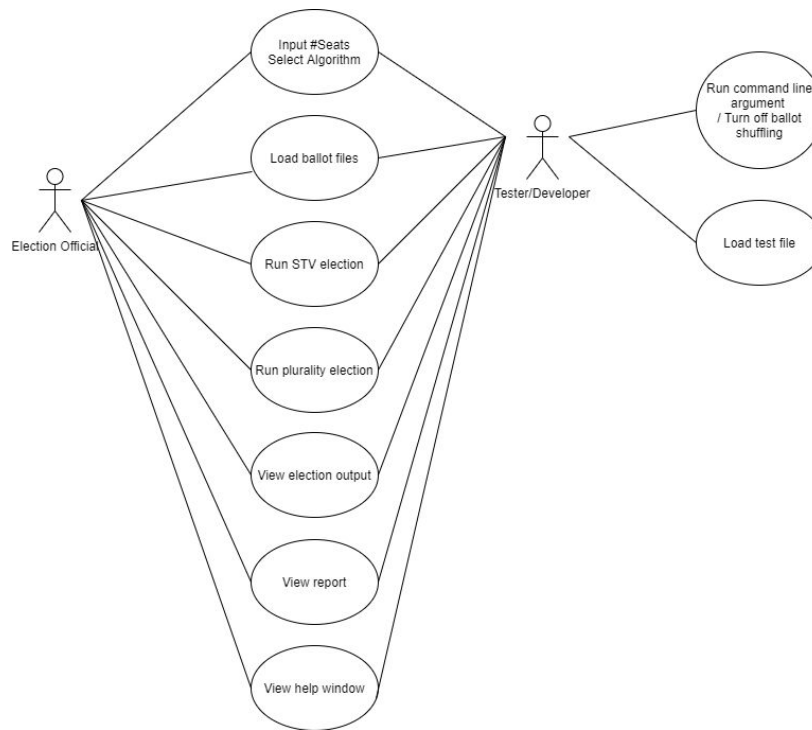 Input #Seats
Select Algorithm
Run command line
argument
/ Turn off ballot
shuffling
Load ballot files
Tester/Developer
Election Official
Load test file
Run STV election
Run plurality election
View election output
View report
View help window